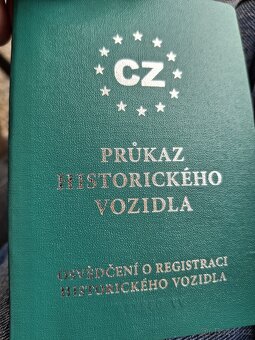 CZ
PRŮKAZ
HISTORICKÉHO
VOZIDLA
OSVĚDČENÍ O REGISTRACI
HISTORICKÉHO VOZIDLA